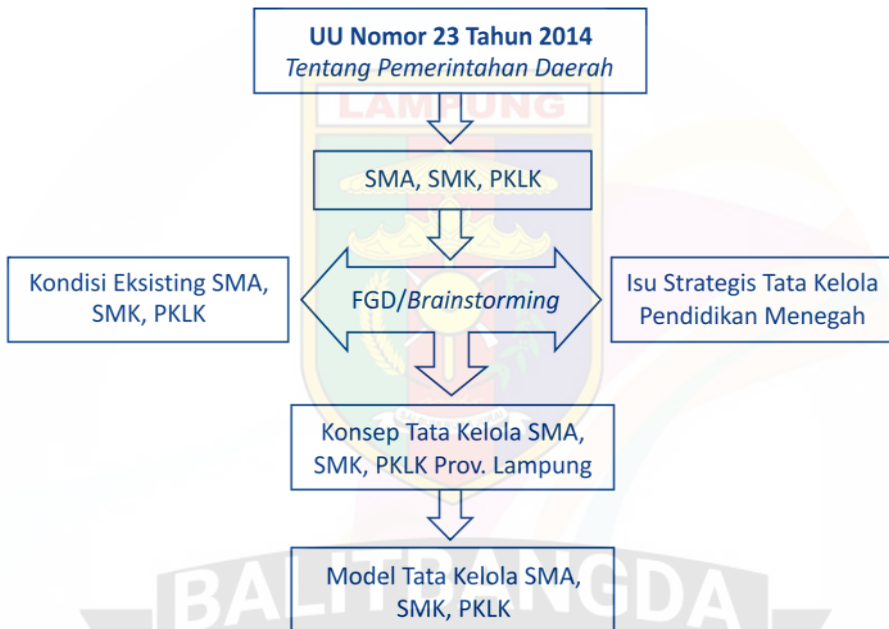 UU Nomor 23 Tahun 2014
Tentang Pemerintahan Daerah
LAMPUNG
SMA, SMK, PKLK
Kondisi Eksisting SMA,
SMK, PKLK
FGD/Brainstorming
Isu Strategis Tata Kelola
Pendidikan Menegah
Konsep Tata Kelola SMA,
SMK, PKLK Prov. Lampung
Model Tata Kelola SMA,
SMK, PKLK
BALITBANGDA